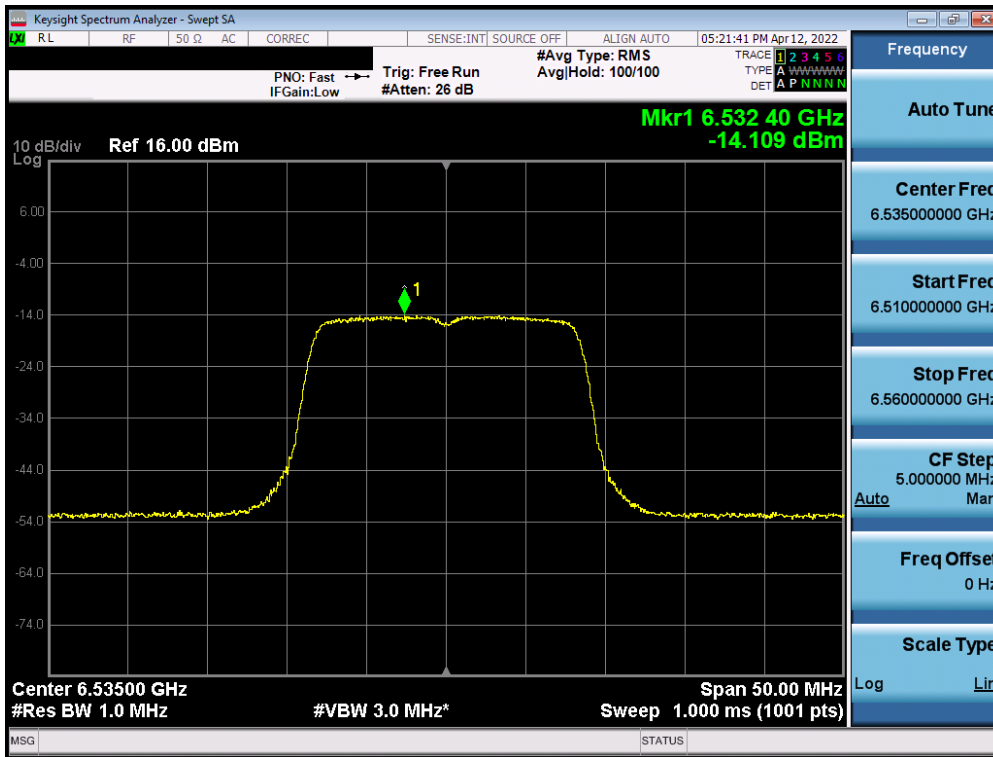 Keysight Spectrum Analyzer - Swept SA
LXI RL RF 50 Ω AC CORREC SENSE:INT SOURCE OFF ALIGN AUTO 05:21:41 PM Apr 12, 2022
PNO: Fast
IFGain:Low
Trig: Free Run
#Atten: 26 dB
#Avg Type: RMS
Avg|Hold: 100/100
TRACE 1 2 3 4 5 6
TYPE A WWWWW
DET A P N N N N
Mkr1 6.532 40 GHz
-14.109 dBm
10 dB/div
Log
Ref 16.00 dBm
6.00
-4.00
-14.0
-24.0
-34.0
-44.0
-54.0
-64.0
-74.0
1
Center 6.53500 GHz
#Res BW 1.0 MHz
#VBW 3.0 MHz*
Span 50.00 MHz
Sweep 1.000 ms (1001 pts)
MSG
STATUS
Frequency
Auto Tune
Center Freq
6.535000000 GHz
Start Freq
6.510000000 GHz
Stop Freq
6.560000000 GHz
CF Step
5.000000 MHz
Auto Man
Freq Offset
0 Hz
Scale Type
Log Lin